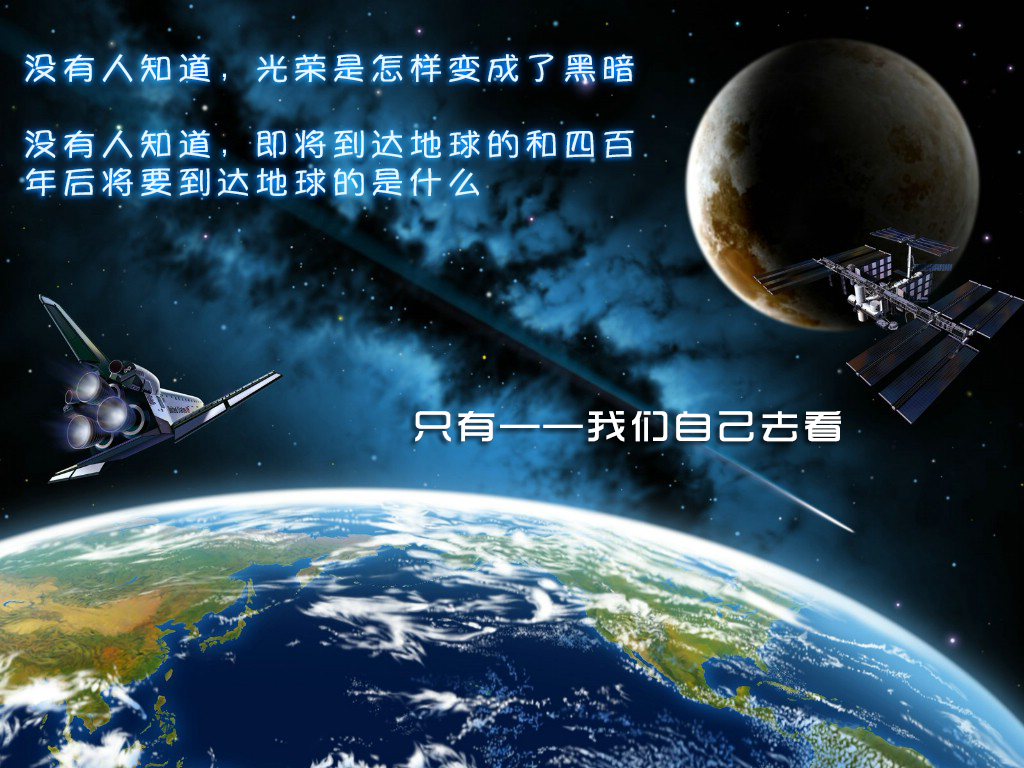 没有人知道，光荣是怎样变成了黑暗
没有人知道，即将到达地球的和四百
年后将要到达地球的是什么
只有——我们自己去看